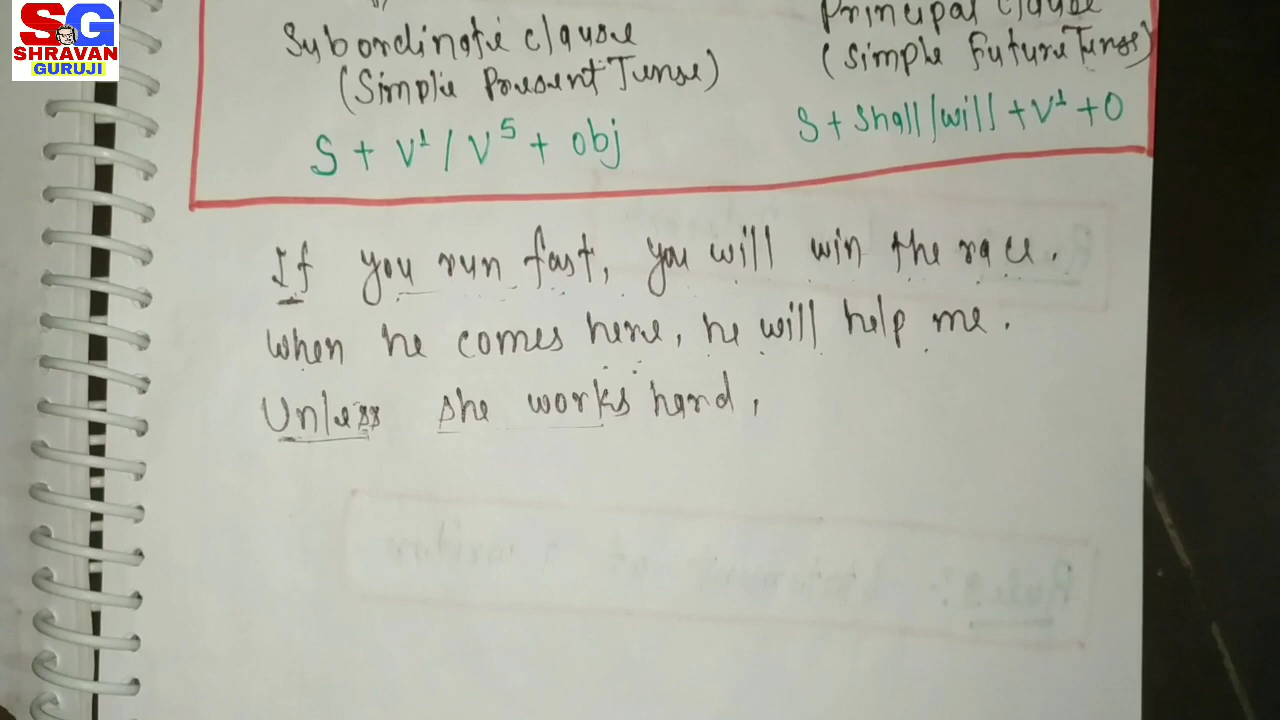 SG
SHRAVAN
GURUJI
Subordinate clause
Principal Clause
(Simple Present Tense)
(Simple Future Tense)
S + V¹ / V⁵ + obj
S + Shall/will + V¹ + O
If you run fast, you will win the race.
When he comes here, he will help me.
Unless she works hard,